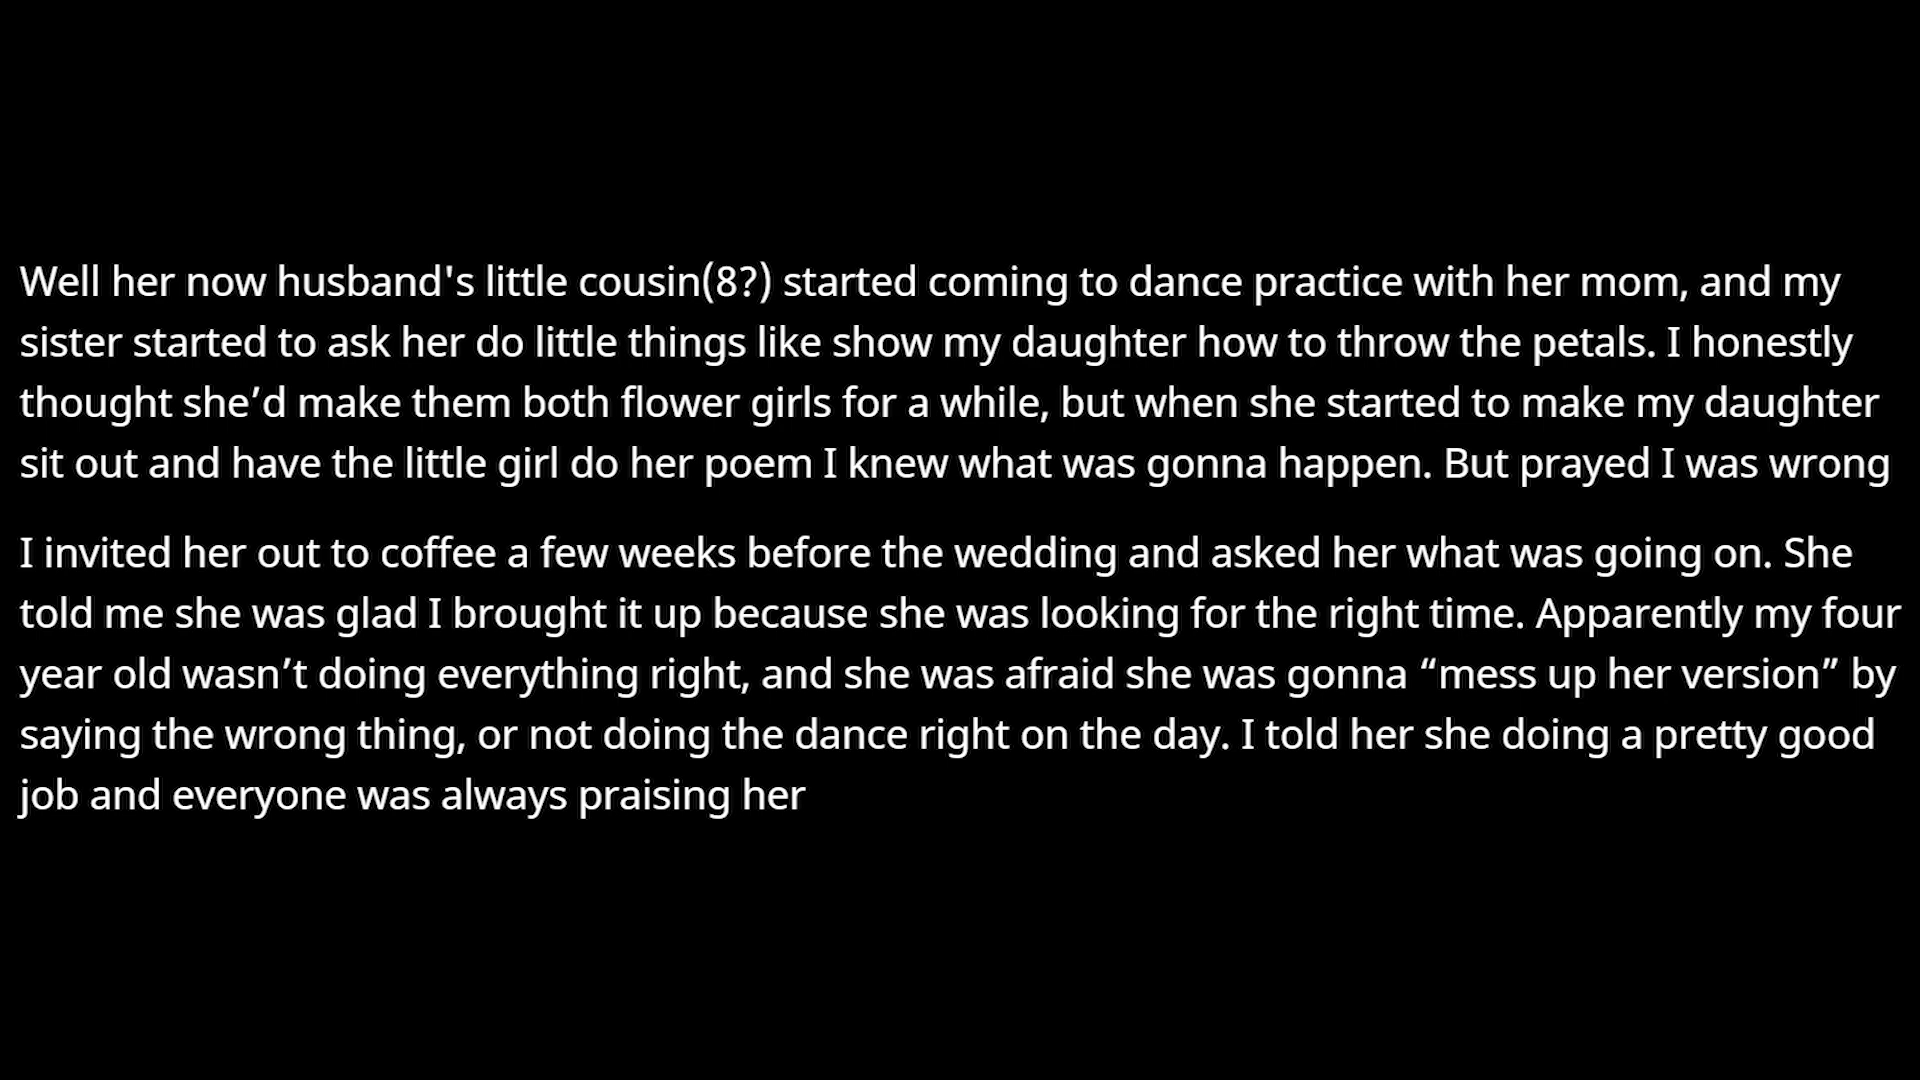 Well her now husband's little cousin(8?) started coming to dance practice with her mom, and my
sister started to ask her do little things like show my daughter how to throw the petals. I honestly
thought she’d make them both flower girls for a while, but when she started to make my daughter
sit out and have the little girl do her poem I knew what was gonna happen. But prayed I was wrong
I invited her out to coffee a few weeks before the wedding and asked her what was going on. She
told me she was glad I brought it up because she was looking for the right time. Apparently my four
year old wasn’t doing everything right, and she was afraid she was gonna “mess up her version” by
saying the wrong thing, or not doing the dance right on the day. I told her she doing a pretty good
job and everyone was always praising her